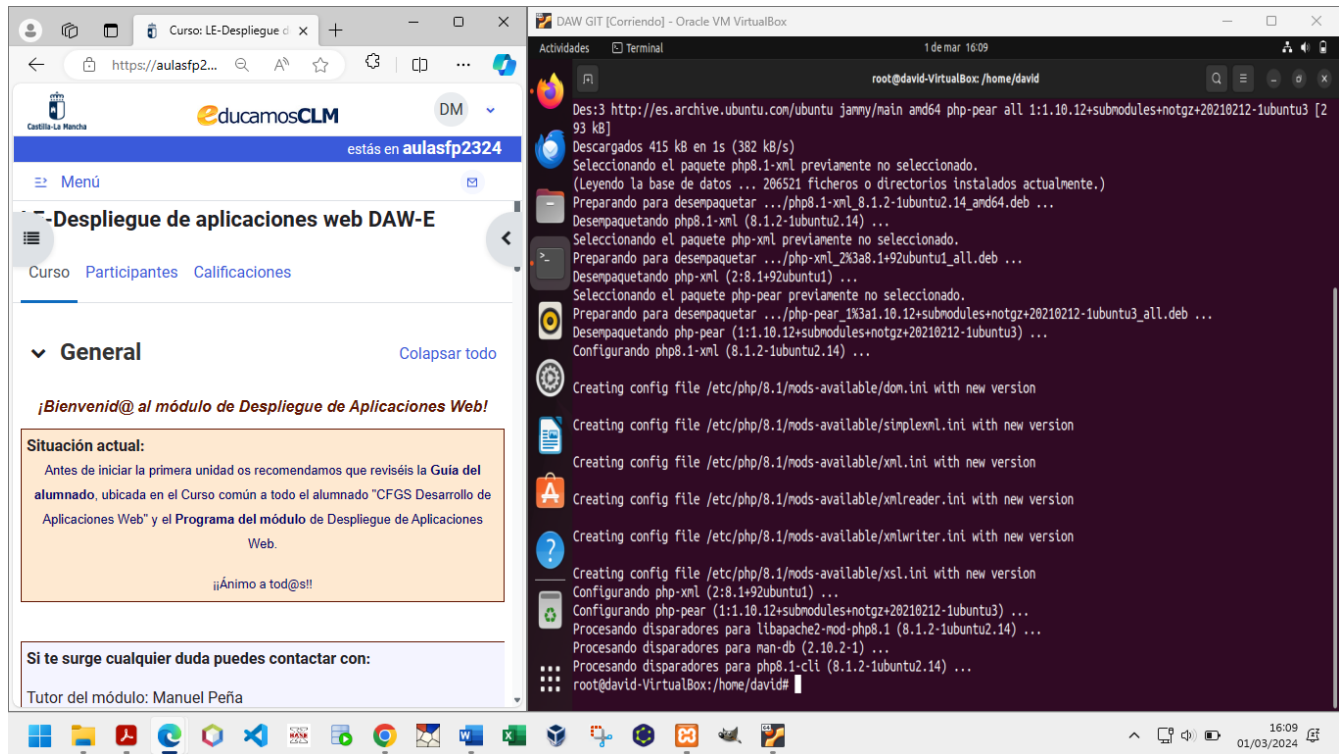 Curso: LE-Despliegue d
https://aulasfp2...
Castilla-La Mancha
educamosCLM
DM
estás en aulasfp2324
Menú
LE-Despliegue de aplicaciones web DAW-E
Curso Participantes Calificaciones
General
Colapsar todo
¡Bienvenid@ al módulo de Despliegue de Aplicaciones Web!
Situación actual:
Antes de iniciar la primera unidad os recomendamos que reviséis la Guía del
alumnado, ubicada en el Curso común a todo el alumnado "CFGS Desarrollo de
Aplicaciones Web" y el Programa del módulo de Despliegue de Aplicaciones
Web.
¡¡Ánimo a tod@s!!
Si te surge cualquier duda puedes contactar con:
Tutor del módulo: Manuel Peña
DAW GIT [Corriendo] - Oracle VM VirtualBox
Actividades Terminal 1 de mar 16:09
root@david-VirtualBox: /home/david
Des:3 http://es.archive.ubuntu.com/ubuntu jammy/main amd64 php-pear all 1:1.10.12+submodules+notgz+20210212-1ubuntu3 [2
93 kB]
Descargados 415 kB en 1s (382 kB/s)
Seleccionando el paquete php8.1-xml previamente no seleccionado.
(Leyendo la base de datos ... 206521 ficheros o directorios instalados actualmente.)
Preparando para desempaquetar .../php8.1-xml_8.1.2-1ubuntu2.14_amd64.deb ...
Desempaquetando php8.1-xml (8.1.2-1ubuntu2.14) ...
Seleccionando el paquete php-xml previamente no seleccionado.
Preparando para desempaquetar .../php-xml_2%3a8.1+92ubuntu1_all.deb ...
Desempaquetando php-xml (2:8.1+92ubuntu1) ...
Seleccionando el paquete php-pear previamente no seleccionado.
Preparando para desempaquetar .../php-pear_1%3a1.10.12+submodules+notgz+20210212-1ubuntu3_all.deb ...
Desempaquetando php-pear (1:1.10.12+submodules+notgz+20210212-1ubuntu3) ...
Configurando php8.1-xml (8.1.2-1ubuntu2.14) ...
Creating config file /etc/php/8.1/mods-available/dom.ini with new version
Creating config file /etc/php/8.1/mods-available/simplexml.ini with new version
Creating config file /etc/php/8.1/mods-available/xml.ini with new version
Creating config file /etc/php/8.1/mods-available/xmlreader.ini with new version
Creating config file /etc/php/8.1/mods-available/xmlwriter.ini with new version
Creating config file /etc/php/8.1/mods-available/xsl.ini with new version
Configurando php-xml (2:8.1+92ubuntu1) ...
Configurando php-pear (1:1.10.12+submodules+notgz+20210212-1ubuntu3) ...
Procesando disparadores para libapache2-mod-php8.1 (8.1.2-1ubuntu2.14) ...
Procesando disparadores para man-db (2.10.2-1) ...
Procesando disparadores para php8.1-cli (8.1.2-1ubuntu2.14) ...
root@david-VirtualBox:/home/david#
16:09
01/03/2024